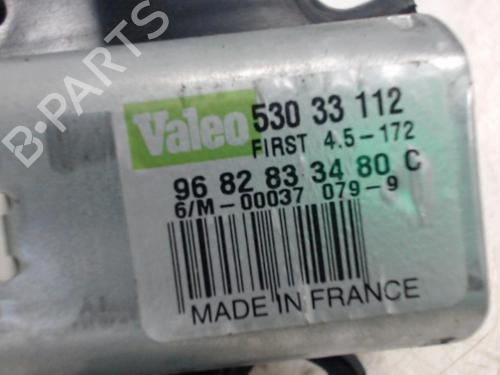 Valeo 530 33 112
FIRST 4.5-172
96 82 83 34 80 C
6/M-00037 079-9
MADE IN FRANCE
B-Parts